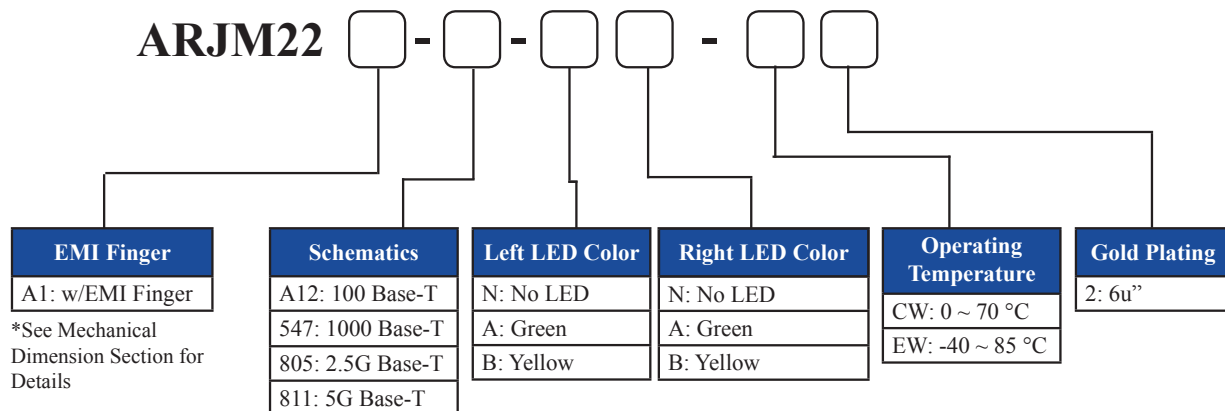 ARJM22 - - -
EMI Finger
A1: w/EMI Finger
*See Mechanical
Dimension Section for
Details
Schematics
A12: 100 Base-T
547: 1000 Base-T
805: 2.5G Base-T
811: 5G Base-T
Left LED Color
N: No LED
A: Green
B: Yellow
Right LED Color
N: No LED
A: Green
B: Yellow
Operating
Temperature
CW: 0 ~ 70 °C
EW: -40 ~ 85 °C
Gold Plating
2: 6u”